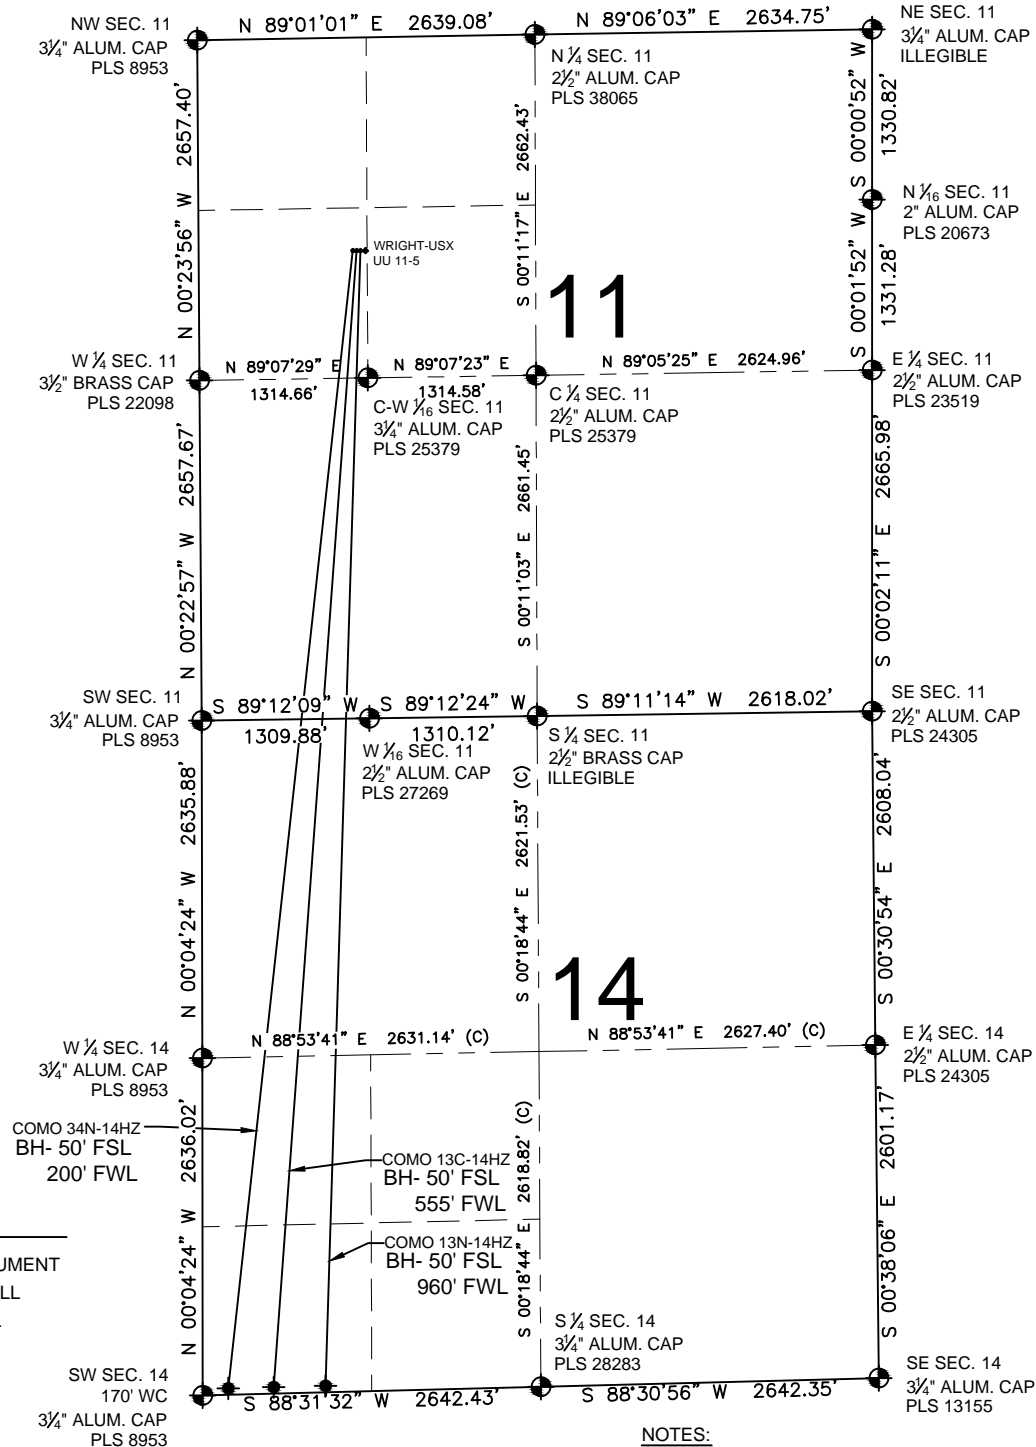 NW SEC. 11
3¼" ALUM. CAP
PLS 8953
N 89°01'01" E 2639.08'
N 89°06'03" E 2634.75'
NE SEC. 11
3¼" ALUM. CAP
ILLEGIBLE
N ¼ SEC. 11
2½" ALUM. CAP
PLS 38065
N 00°23'56" W 2657.40'
S 00°11'17" E 2662.43'
S 00°00'52" W
1330.82'
N 1⁄16 SEC. 11
2" ALUM. CAP
PLS 20673
WRIGHT-USX
UU 11-5
11
S 00°01'52" W
1331.28'
W ¼ SEC. 11
3½" BRASS CAP
PLS 22098
N 89°07'29" E
1314.66'
N 89°07'23" E
1314.58'
N 89°05'25" E 2624.96'
E ¼ SEC. 11
2½" ALUM. CAP
PLS 23519
C-W 1⁄16 SEC. 11
3¼" ALUM. CAP
PLS 25379
C ¼ SEC. 11
2½" ALUM. CAP
PLS 25379
N 00°22'57" W 2657.67'
S 00°11'03" E 2661.45'
S 00°02'11" E 2665.98'
SW SEC. 11
3¼" ALUM. CAP
PLS 8953
S 89°12'09" W
1309.88'
S 89°12'24" W
1310.12'
S 89°11'14" W 2618.02'
SE SEC. 11
2½" ALUM. CAP
PLS 24305
W 1⁄16 SEC. 11
2½" ALUM. CAP
PLS 27269
S ¼ SEC. 11
2½" BRASS CAP
ILLEGIBLE
N 00°04'24" W 2635.88'
S 00°18'44" E 2621.53' (C)
14
S 00°30'54" E 2608.04'
W ¼ SEC. 14
3¼" ALUM. CAP
PLS 8953
N 88°53'41" E 2631.14' (C)
N 88°53'41" E 2627.40' (C)
E ¼ SEC. 14
2½" ALUM. CAP
PLS 24305
COMO 34N-14HZ
BH- 50' FSL
200' FWL
COMO 13C-14HZ
BH- 50' FSL
555' FWL
COMO 13N-14HZ
BH- 50' FSL
960' FWL
N 00°04'24" W 2636.02'
S 00°18'44" E 2618.82' (C)
S 00°38'06" E 2601.17'
UMENT
LL
SW SEC. 14
170' WC
3¼" ALUM. CAP
PLS 8953
S 88°31'32" W 2642.43'
S ¼ SEC. 14
3¼" ALUM. CAP
PLS 28283
S 88°30'56" W 2642.35'
SE SEC. 14
3¼" ALUM. CAP
PLS 13155
NOTES: